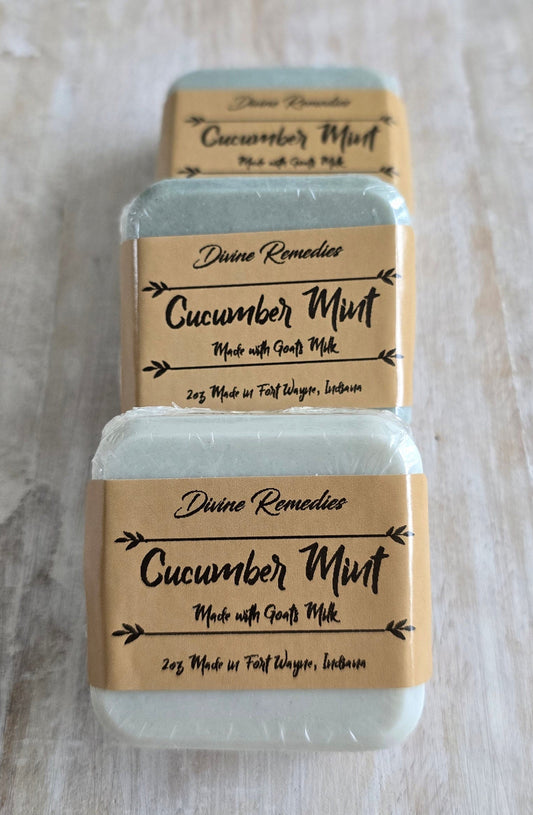 Divine Remedies
Cucumber Mint
Made with Goats Milk
Divine Remedies
Cucumber Mint
Made with Goats Milk
2oz Made in Fort Wayne, Indiana
Divine Remedies
Cucumber Mint
Made with Goats Milk
2oz Made in Fort Wayne, Indiana